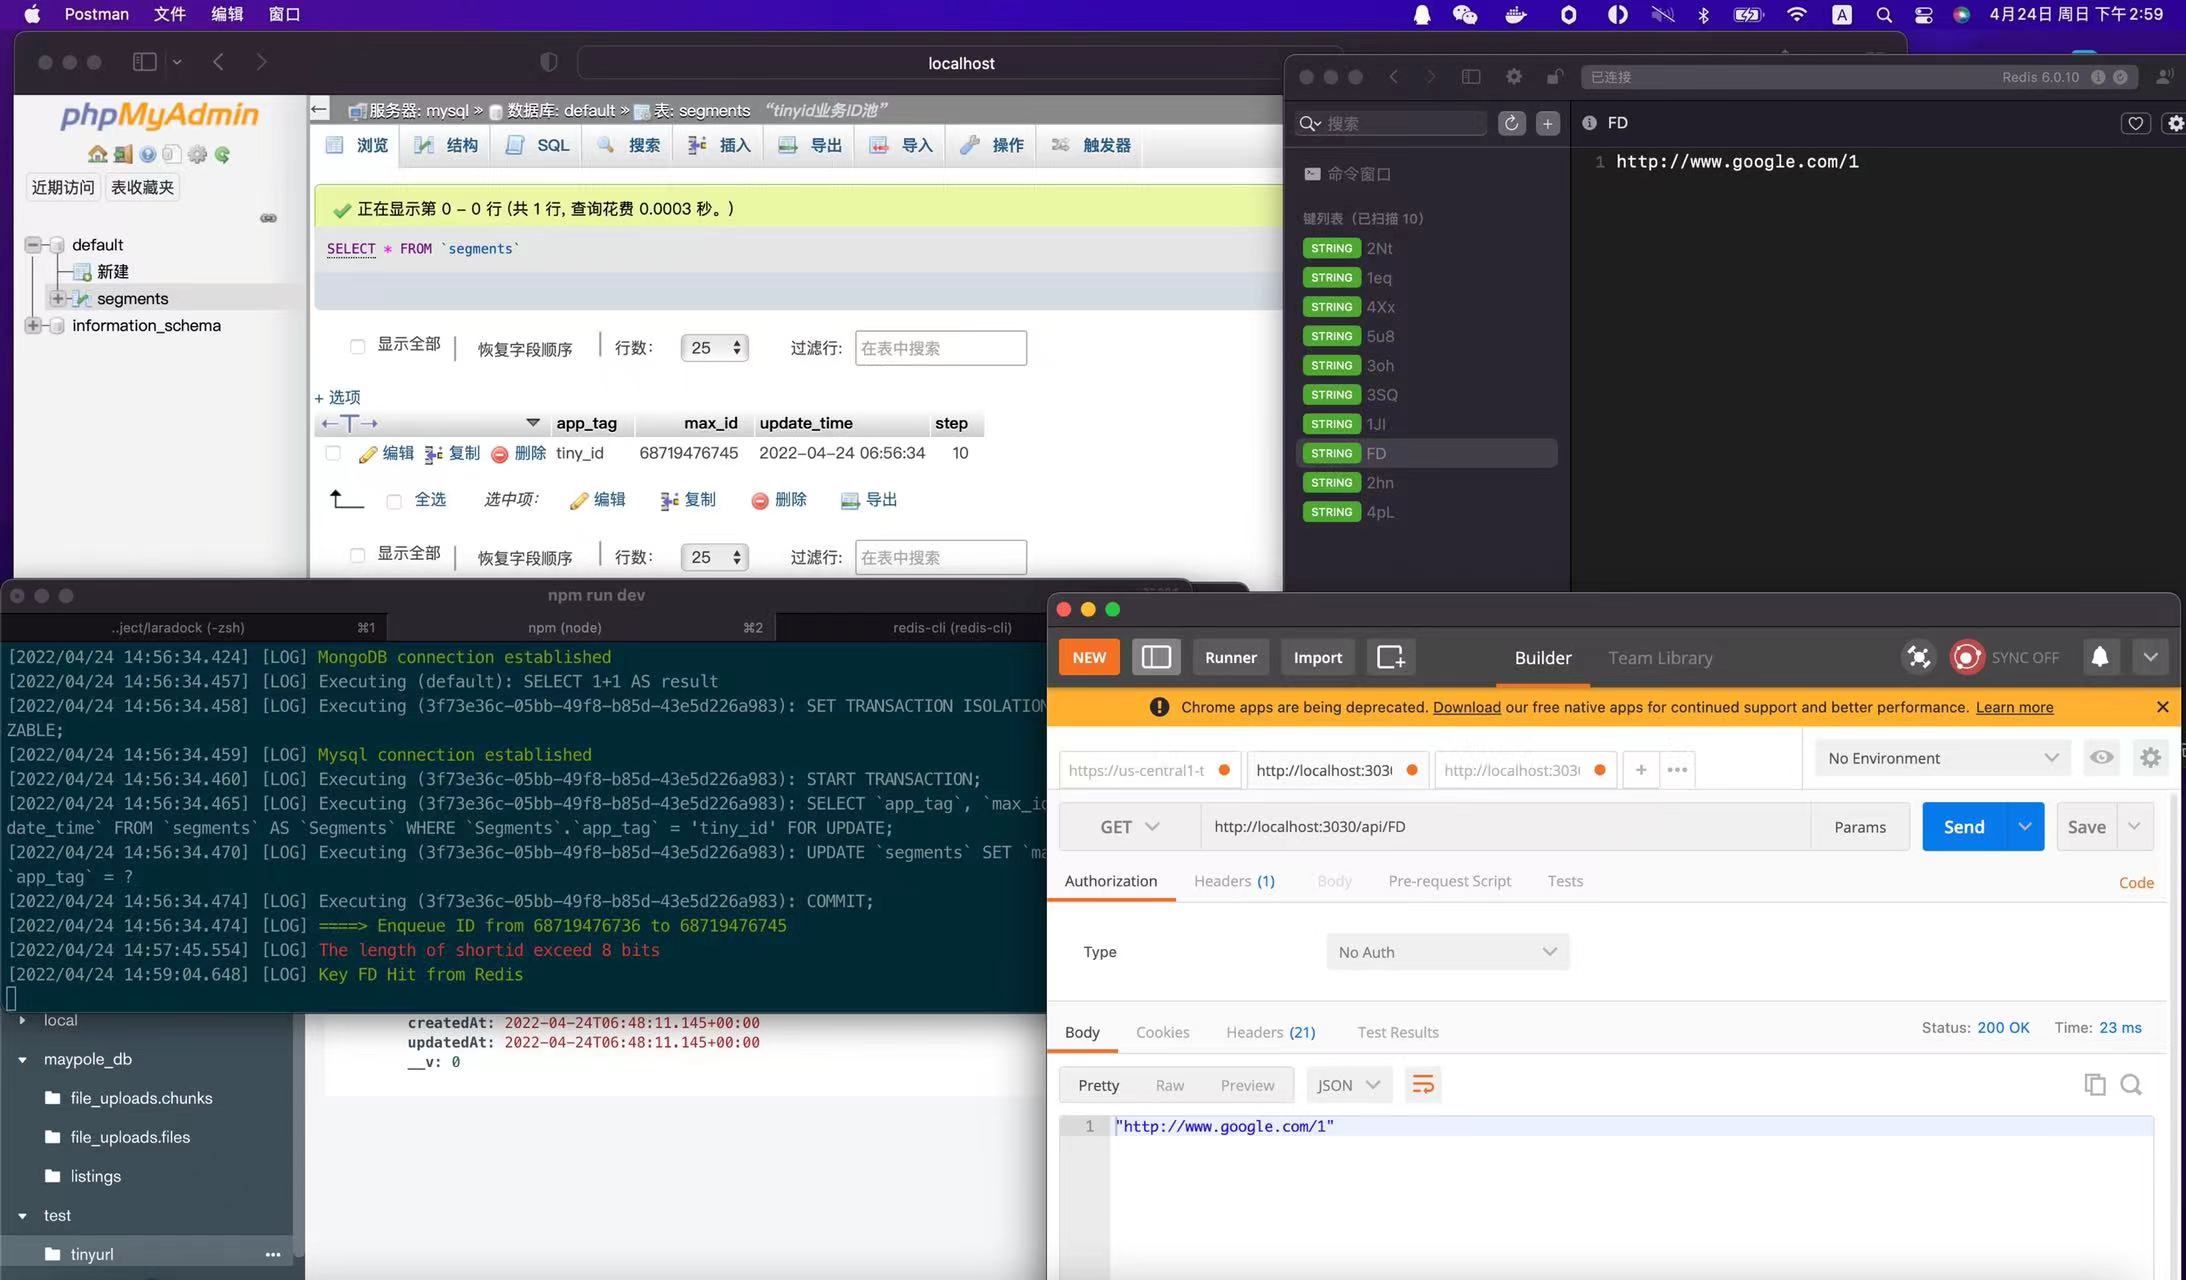 Postman 文件 编辑 窗口
4月24日 周日 下午2:59
localhost
phpMyAdmin
近期访问 表收藏夹
default
新建
segments
information_schema
服务器: mysql » 数据库: default » 表: segments “tinyid业务ID池”
浏览 结构 SQL 搜索 插入 导出 导入 操作 触发器
正在显示第 0 - 0 行 (共 1 行, 查询花费 0.0003 秒。)
SELECT * FROM `segments`
显示全部 恢复字段顺序 行数: 25 过滤行: 在表中搜索
+ 选项
←T→ app_tag max_id update_time step
编辑 复制 删除 tiny_id 68719476745 2022-04-24 06:56:34 10
全选 选中项: 编辑 复制 删除 导出
显示全部 恢复字段顺序 行数: 25 过滤行: 在表中搜索
已连接 Redis 6.0.10
搜索
命令窗口
键列表（已扫描 10）
STRING 2Nt
STRING 1eq
STRING 4Xx
STRING 5u8
STRING 3oh
STRING 3SQ
STRING 1JI
STRING FD
STRING 2hn
STRING 4pL
FD
1 http://www.google.com/1
npm run dev
..ject/laradock (-zsh) ⌘1 npm (node) ⌘2 redis-cli (redis-cli)
[2022/04/24 14:56:34.424] [LOG] MongoDB connection established
[2022/04/24 14:56:34.457] [LOG] Executing (default): SELECT 1+1 AS result
[2022/04/24 14:56:34.458] [LOG] Executing (3f73e36c-05bb-49f8-b85d-43e5d226a983): SET TRANSACTION ISOLATION
ZABLE;
[2022/04/24 14:56:34.459] [LOG] Mysql connection established
[2022/04/24 14:56:34.460] [LOG] Executing (3f73e36c-05bb-49f8-b85d-43e5d226a983): START TRANSACTION;
[2022/04/24 14:56:34.465] [LOG] Executing (3f73e36c-05bb-49f8-b85d-43e5d226a983): SELECT `app_tag`, `max_i
date_time` FROM `segments` AS `Segments` WHERE `Segments`.`app_tag` = 'tiny_id' FOR UPDATE;
[2022/04/24 14:56:34.470] [LOG] Executing (3f73e36c-05bb-49f8-b85d-43e5d226a983): UPDATE `segments` SET `m
`app_tag` = ?
[2022/04/24 14:56:34.474] [LOG] Executing (3f73e36c-05bb-49f8-b85d-43e5d226a983): COMMIT;
[2022/04/24 14:56:34.474] [LOG] ====> Enqueue ID from 68719476736 to 68719476745
[2022/04/24 14:57:45.554] [LOG] The length of shortid exceed 8 bits
[2022/04/24 14:59:04.648] [LOG] Key FD Hit from Redis
local
maypole_db
file_uploads.chunks
file_uploads.files
listings
test
tinyurl •••
createdAt: 2022-04-24T06:48:11.145+00:00
updatedAt: 2022-04-24T06:48:11.145+00:00
__v: 0
NEW Runner Import Builder Team Library SYNC OFF
Chrome apps are being deprecated. Download our free native apps for continued support and better performance. Learn more
https://us-central1-t http://localhost:303 http://localhost:303 + ••• No Environment
GET http://localhost:3030/api/FD Params Send Save
Authorization Headers (1) Body Pre-request Script Tests Code
Type No Auth
Body Cookies Headers (21) Test Results Status: 200 OK Time: 23 ms
Pretty Raw Preview JSON
1 "http://www.google.com/1"